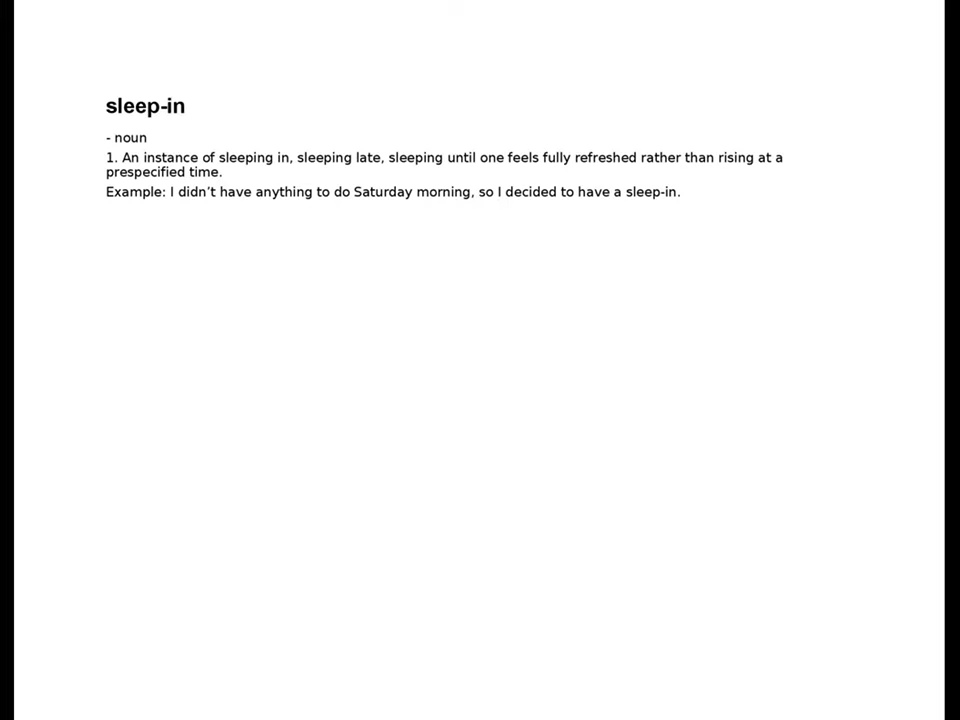 sleep-in
- noun
1. An instance of sleeping in, sleeping late, sleeping until one feels fully refreshed rather than rising at a
prespecified time.
Example: I didn’t have anything to do Saturday morning, so I decided to have a sleep-in.